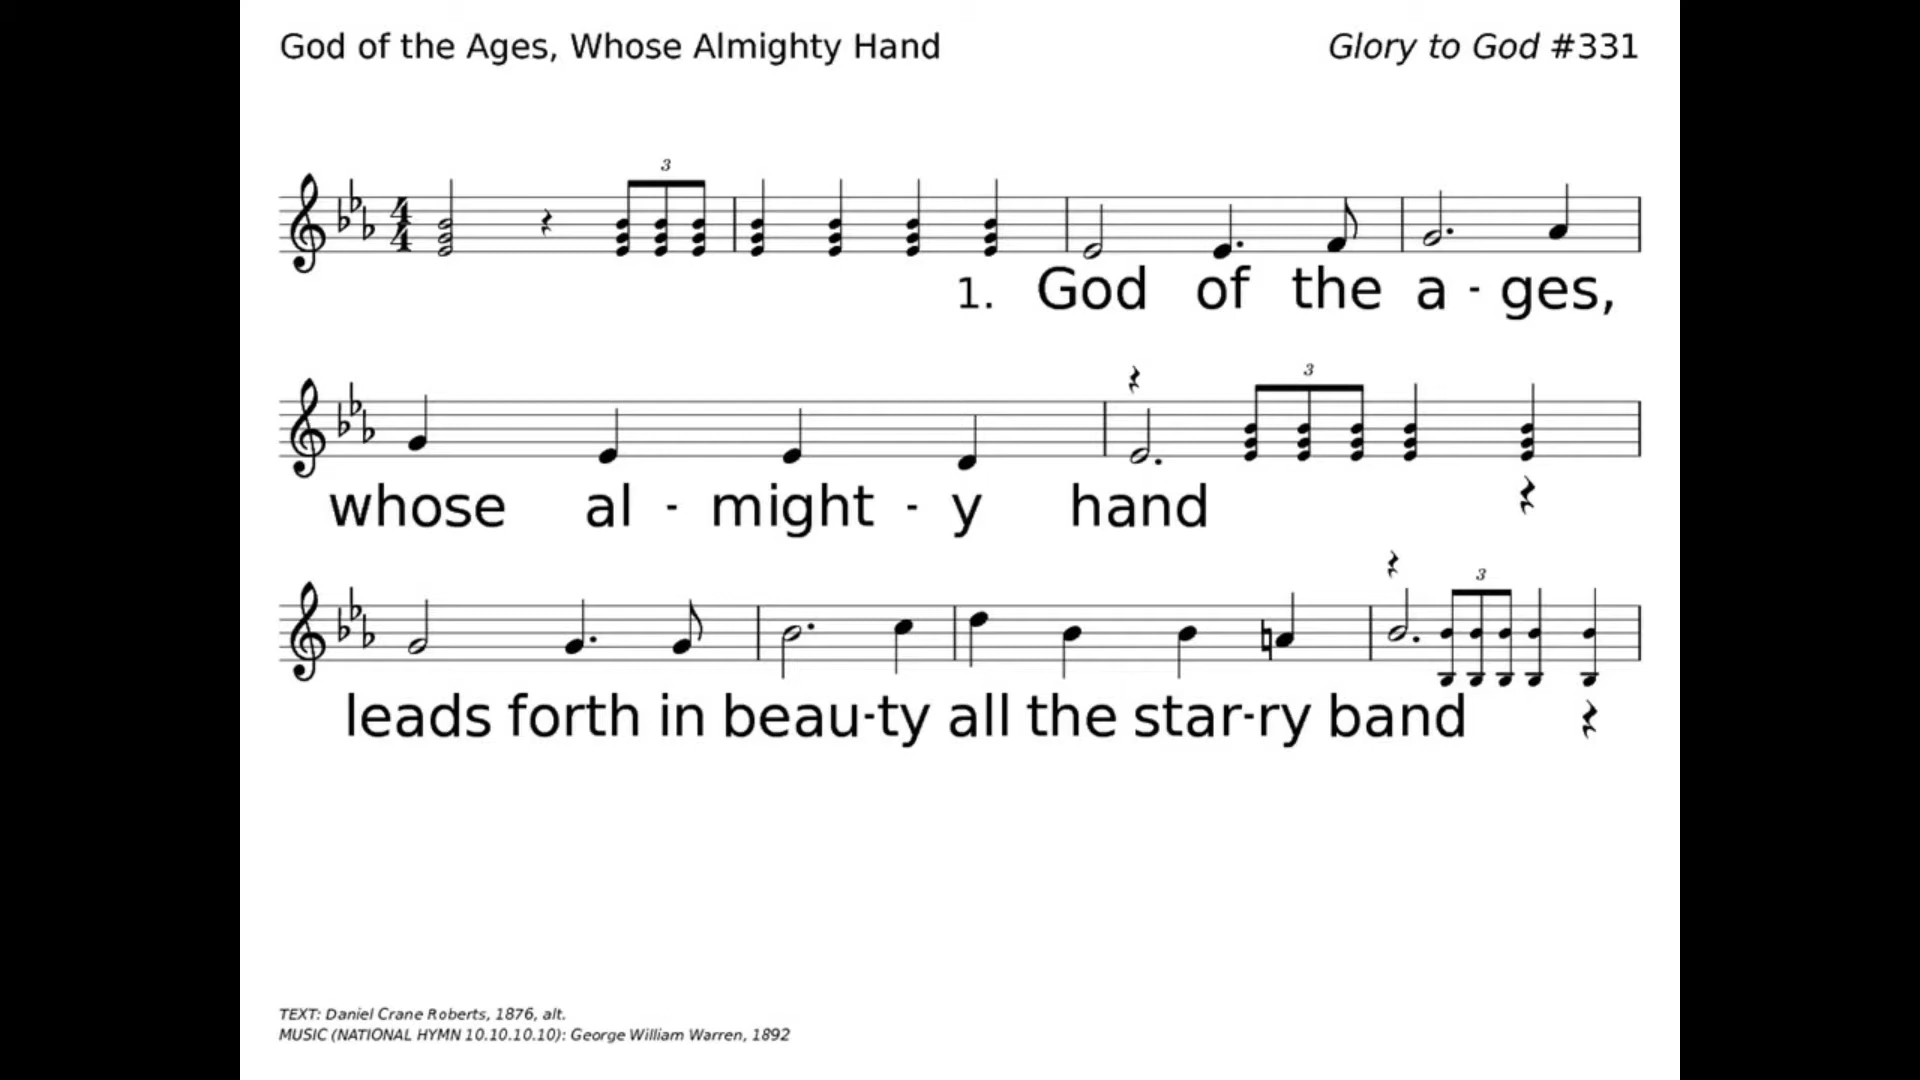 God of the Ages, Whose Almighty Hand
Glory to God #331
3
4
4
1. God of the a - ges,
3
whose al - might - y hand
3
leads forth in beau-ty all the star-ry band
TEXT: Daniel Crane Roberts, 1876, alt.
MUSIC (NATIONAL HYMN 10.10.10.10): George William Warren, 1892